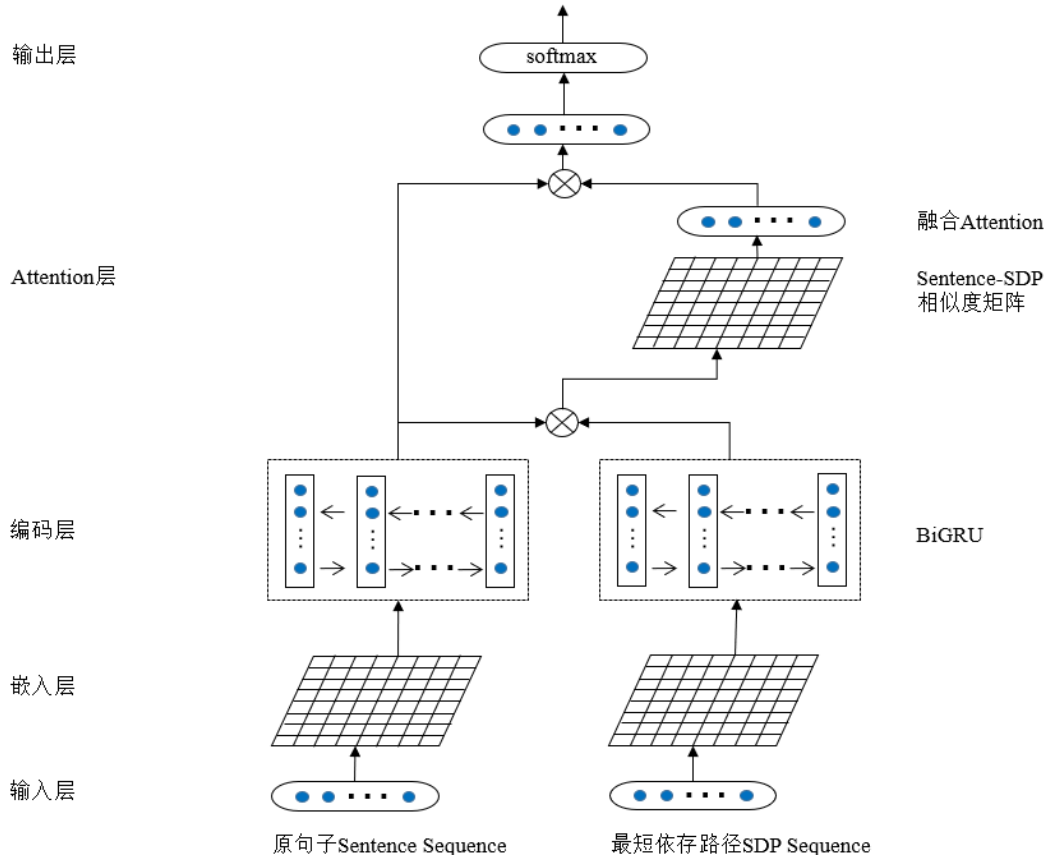 输出层
softmax
融合Attention
Attention层
Sentence-SDP
相似度矩阵
编码层
BiGRU
嵌入层
输入层
原句子Sentence Sequence
最短依存路径SDP Sequence